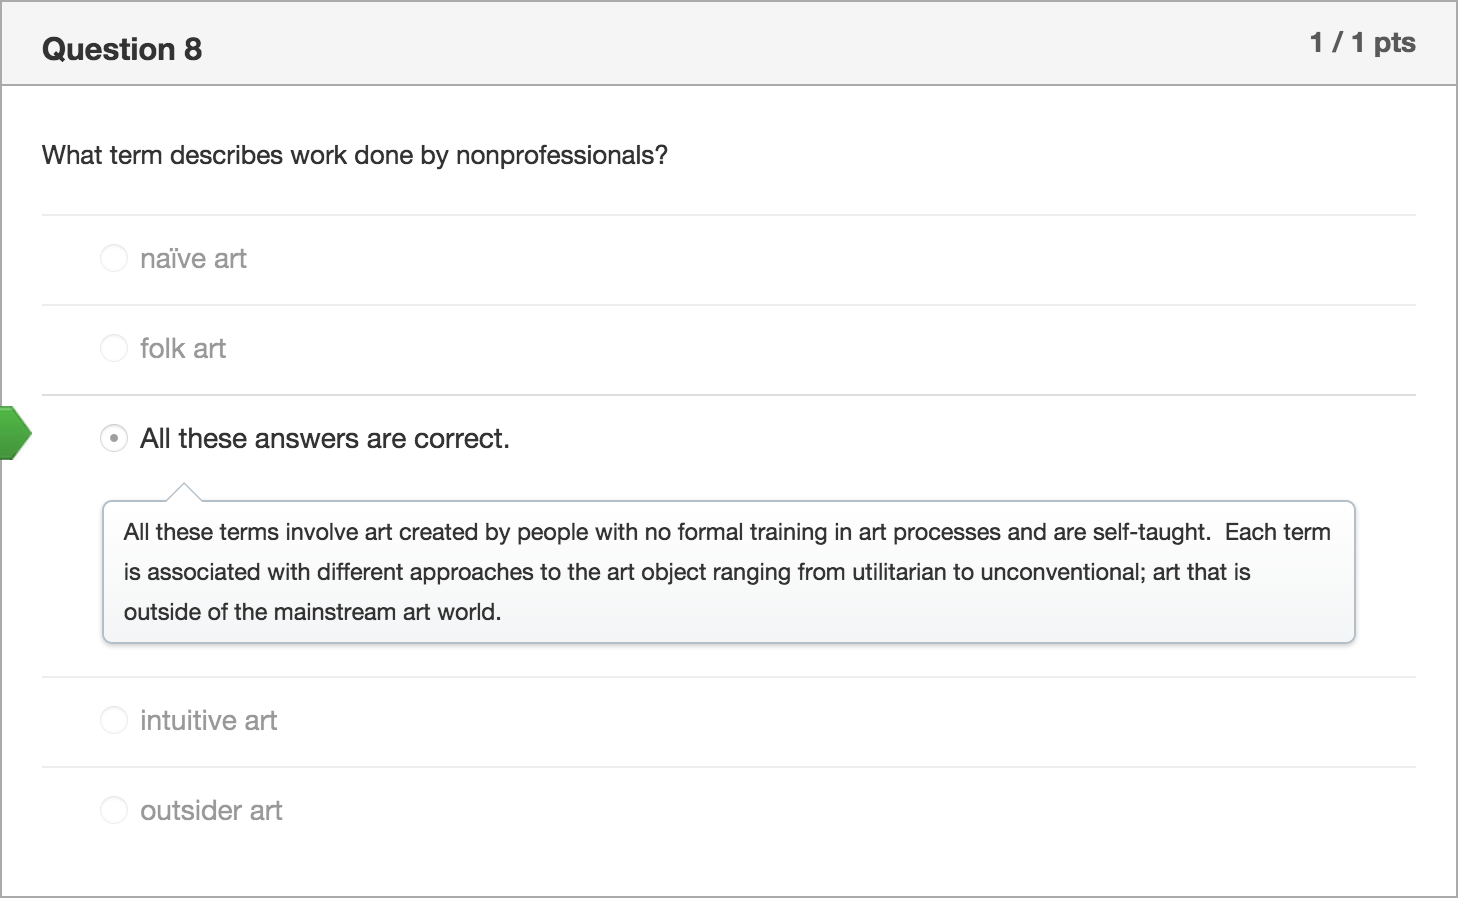 Question 8
1 / 1 pts
What term describes work done by nonprofessionals?
naïve art
folk art
All these answers are correct.
All these terms involve art created by people with no formal training in art processes and are self-taught.  Each term
is associated with different approaches to the art object ranging from utilitarian to unconventional; art that is
outside of the mainstream art world.
intuitive art
outsider art